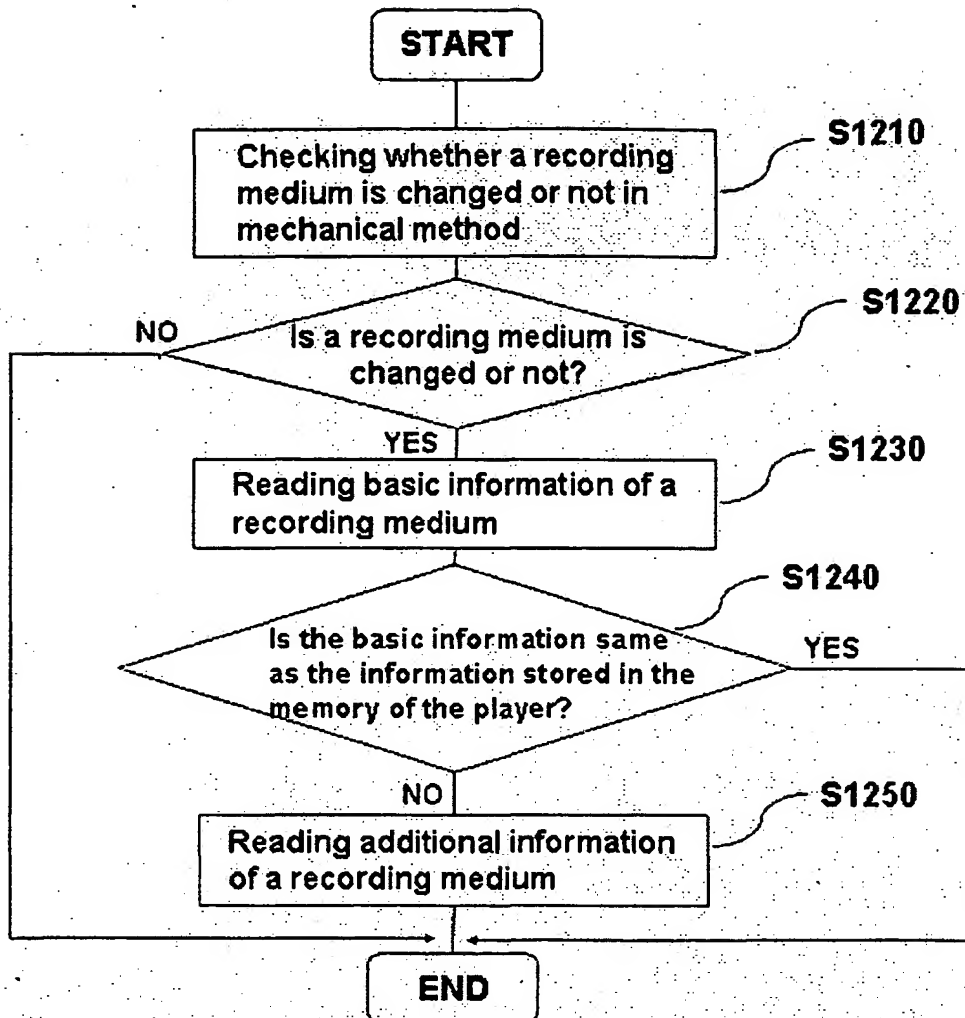 START
S1210
Checking whether a recording
medium is changed or not in
mechanical method
S1220
NO
Is a recording medium is
changed or not?
YES
S1230
Reading basic information of a
recording medium
S1240
Is the basic information same
as the information stored in the
memory of the player?
YES
NO
S1250
Reading additional information
of a recording medium
END